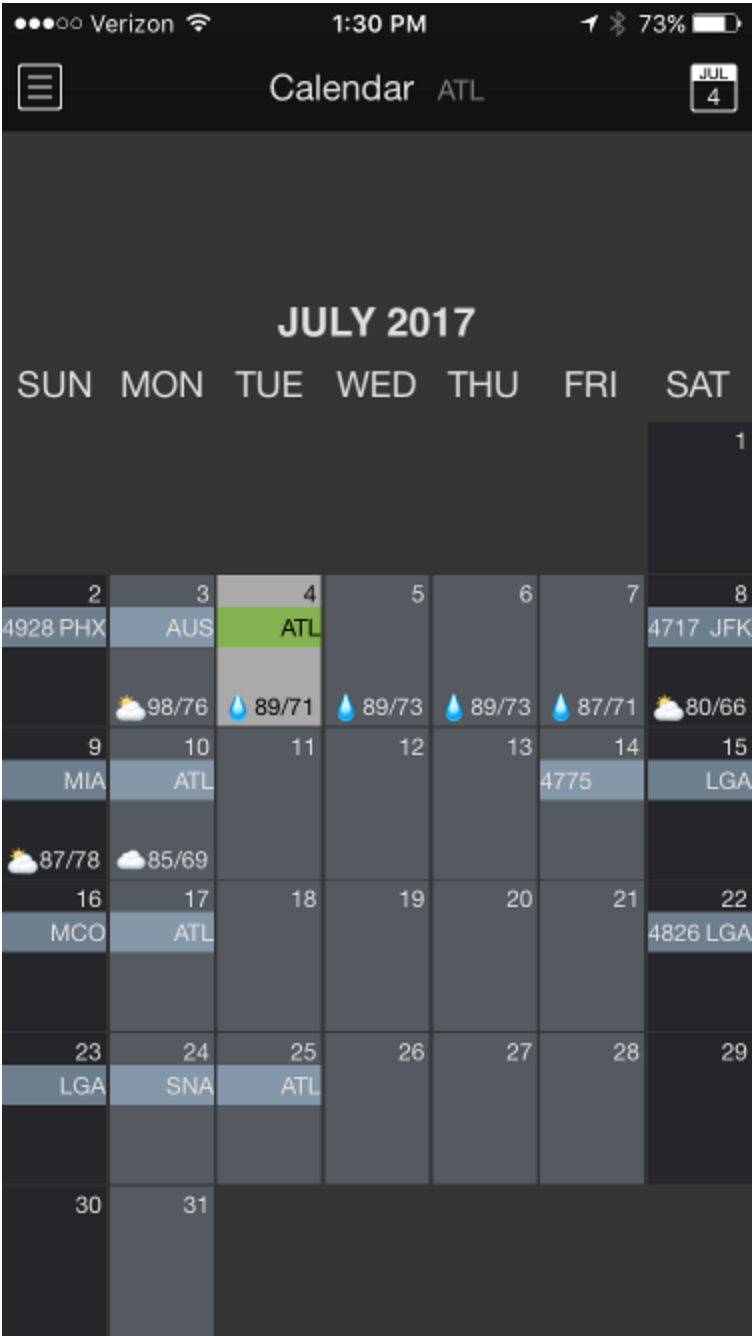 Verizon 1:30 PM 73%
Calendar ATL JUL 4
JULY 2017
SUN MON TUE WED THU FRI SAT
1
2 3 4 5 6 7 8
4928 PHX AUS ATL 4717 JFK
98/76 89/71 89/73 89/73 87/71 80/66
9 10 11 12 13 14 15
MIA ATL 4775 LGA
87/78 85/69
16 17 18 19 20 21 22
MCO ATL 4826 LGA
23 24 25 26 27 28 29
LGA SNA ATL
30 31